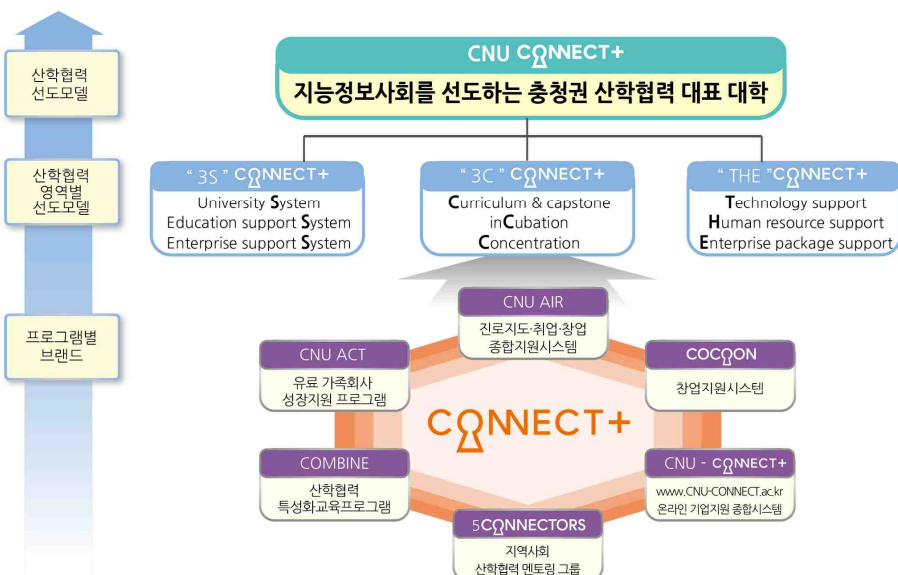 산학협력
선도모델
산학협력
영역별
선도모델
프로그램별
브랜드
CNU CONNECT+
지능정보사회를 선도하는 충청권 산학협력 대표 대학
“ 3S ” CONNECT+
University System
Education support System
Enterprise support System
“ 3C ” CONNECT+
Curriculum & capstone
inCubation
Concentration
“ THE ”CONNECT+
Technology support
Human resource support
Enterprise package support
CNU AIR
진로지도·취업·창업
종합지원시스템
CNU ACT
유료 가족회사
성장지원 프로그램
COCOON
창업지원시스템
CONNECT+
COMBINE
산학협력
특성화교육프로그램
CNU - CONNECT+
www.CNU-CONNECT.ac.kr
온라인 기업지원 종합시스템
5CONNECTORS
지역사회
산학협력 멘토링 그룹